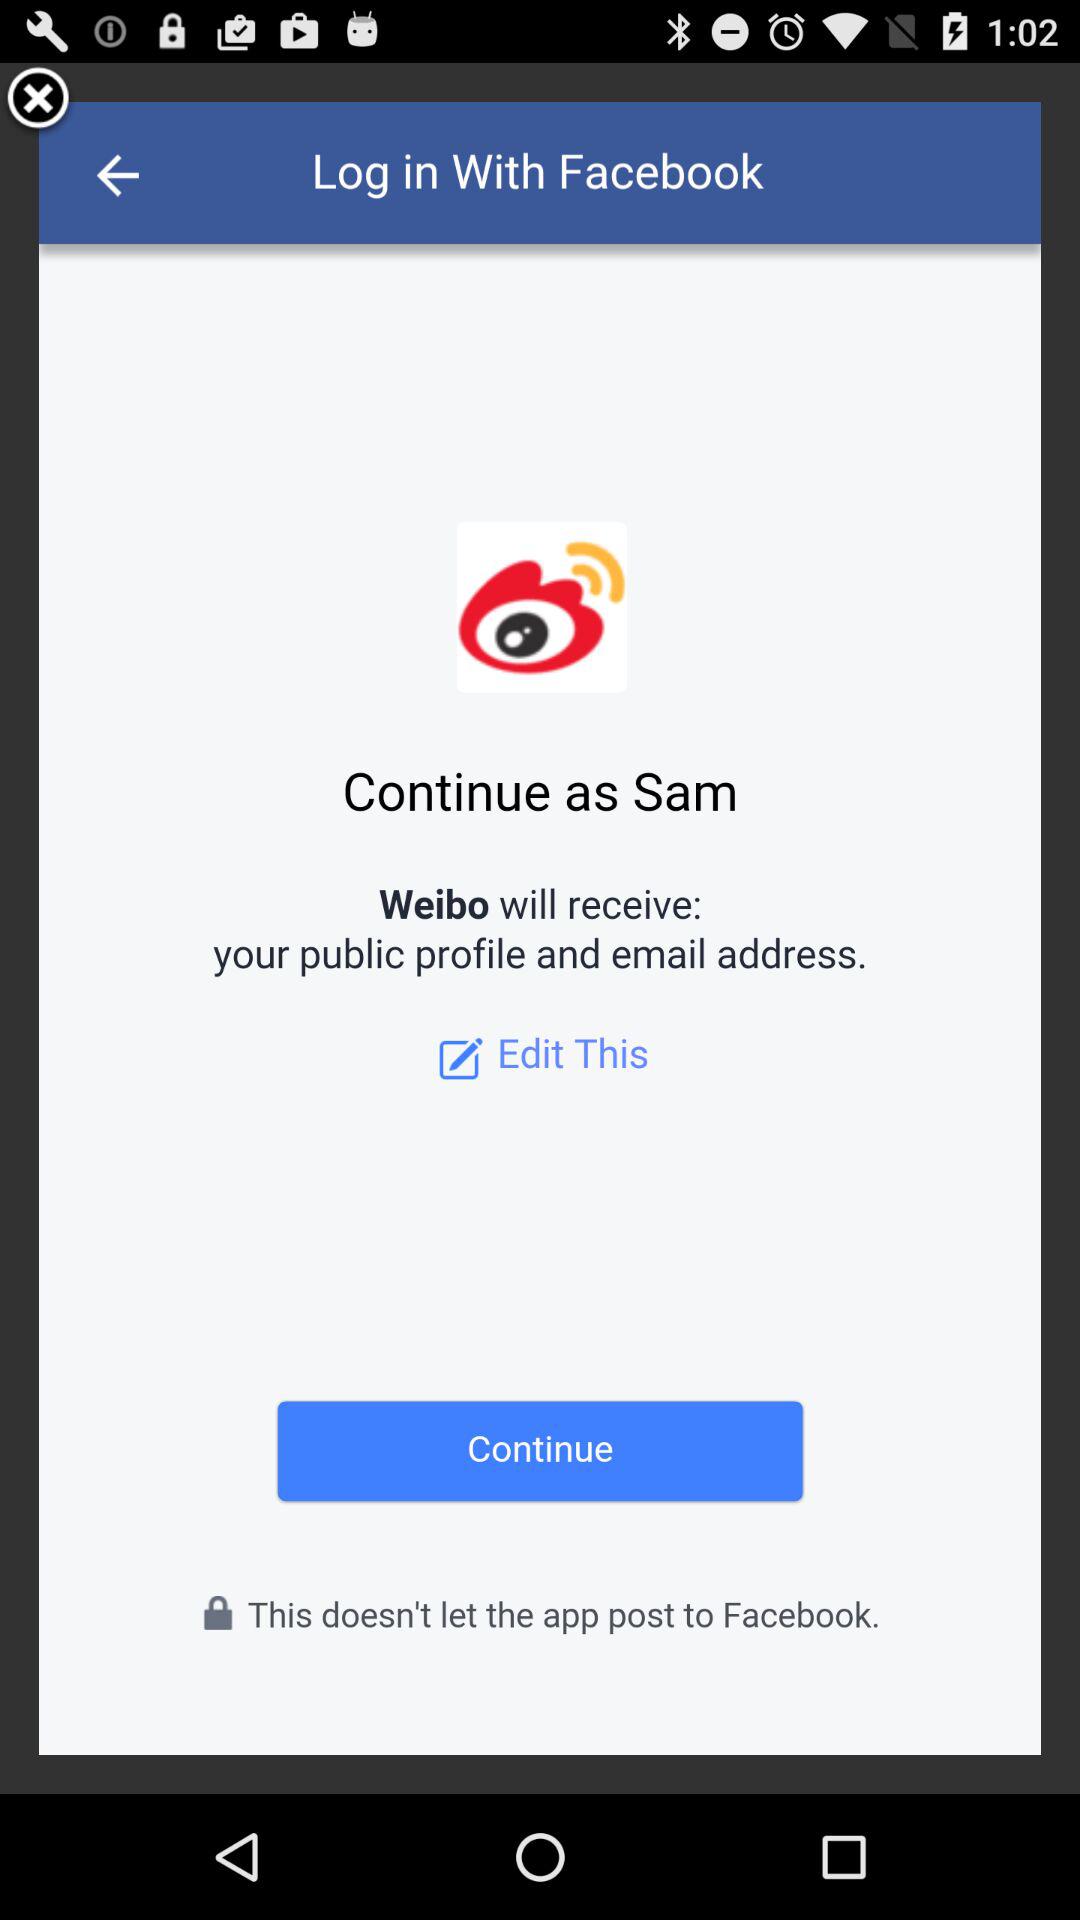 1:02
Log in With Facebook
Continue as Sam
Weibo will receive:
your public profile and email address.
Edit This
Continue
This doesn't let the app post to Facebook.